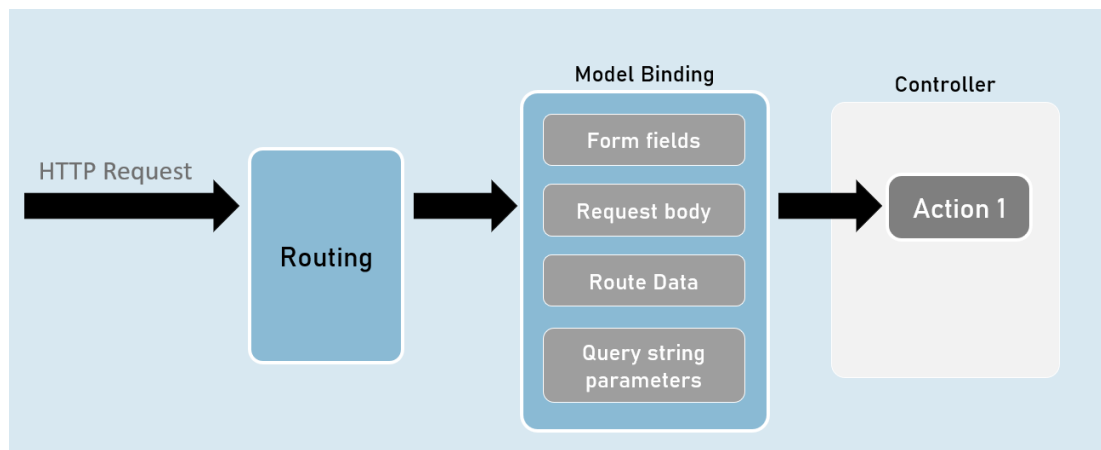 HTTP Request
Routing
Model Binding
Form fields
Request body
Route Data
Query string
parameters
Controller
Action 1